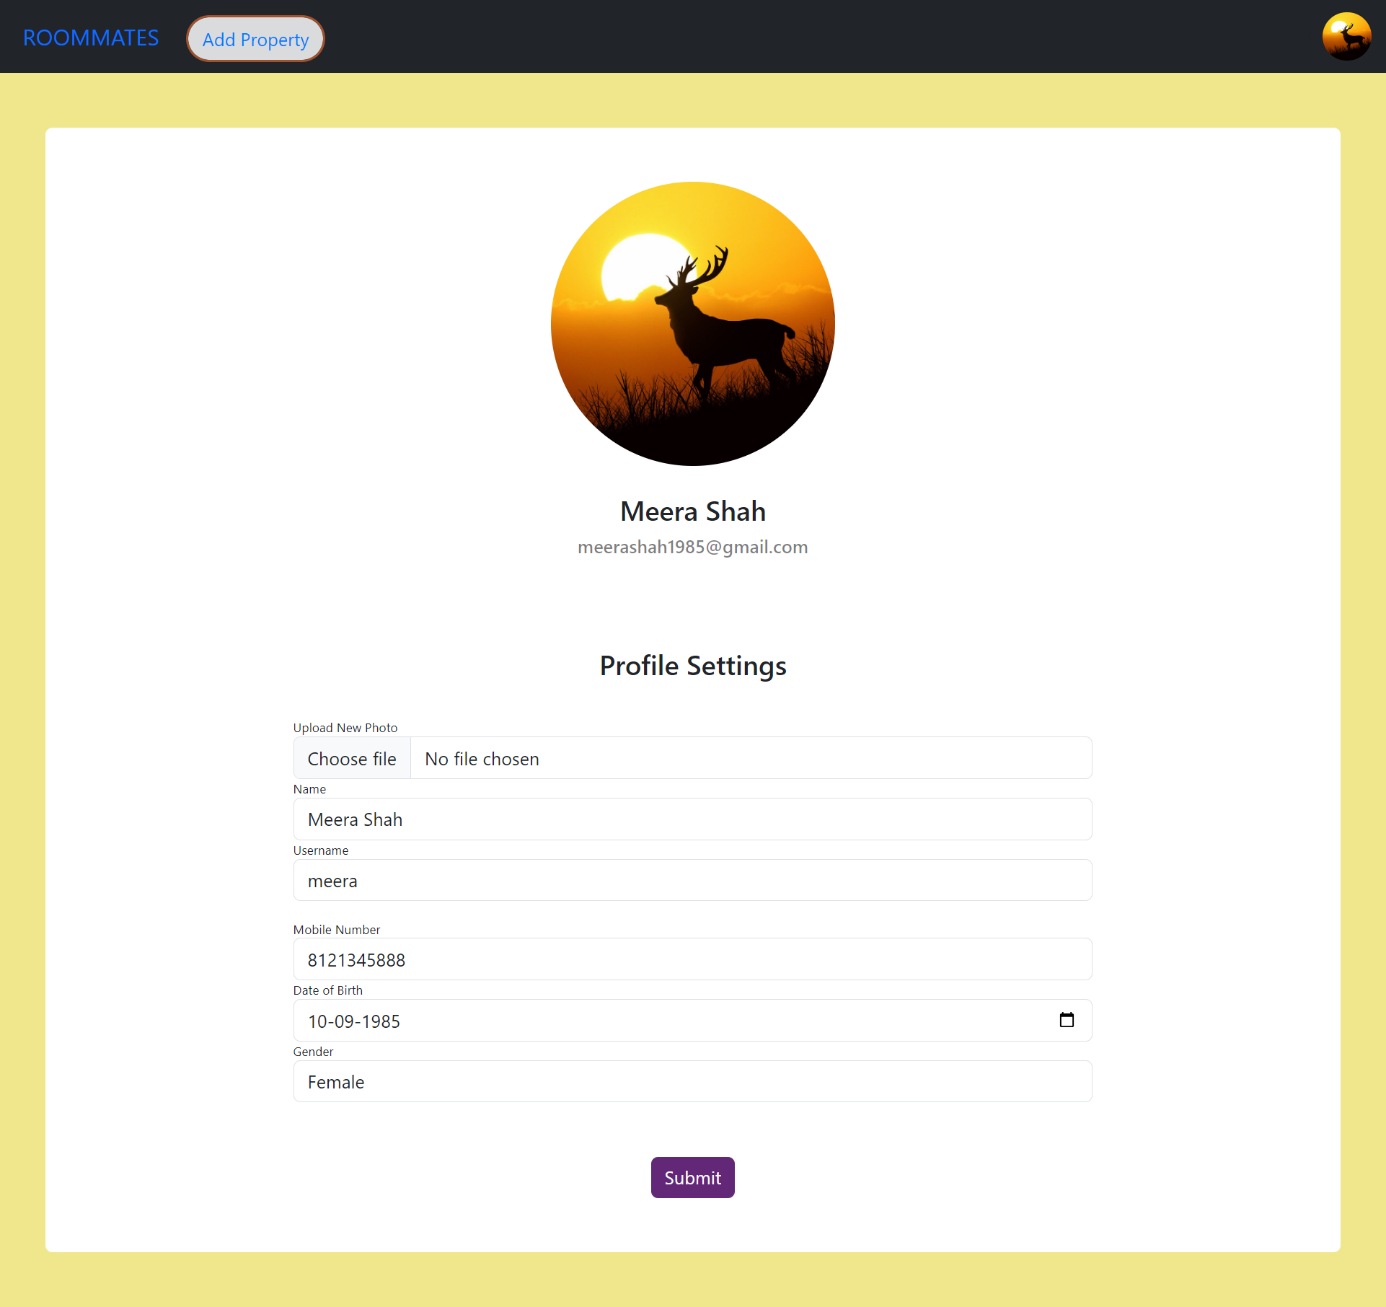 ROOMMATES Add Property
Meera Shah
meerashah1985@gmail.com
Profile Settings
Upload New Photo
Choose file No file chosen
Name
Meera Shah
Username
meera
Mobile Number
8121345888
Date of Birth
10-09-1985
Gender
Female
Submit